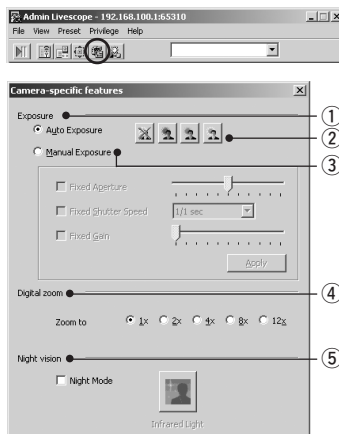 Admin Livescope - 192.168.100.1:65310
File View Preset Privilege Help
Camera-specific features
Exposure
①
Auto Exposure
②
Manual Exposure
③
Fixed Aperture
Fixed Shutter Speed 1/1 sec
Fixed Gain
Apply
Digital zoom
④
Zoom to 1x 2x 4x 8x 12x
Night vision
⑤
Night Mode
Infrared Light